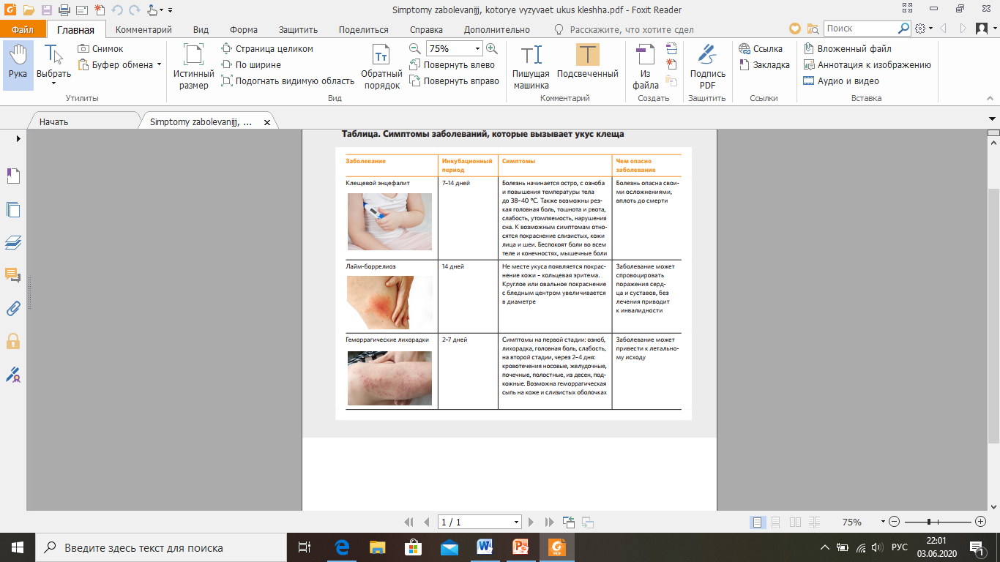 Simptomy zabolevanijj, kotorye vyzyvaet ukus kleshha.pdf - Foxit Reader
Файл
Главная
Комментарий
Вид
Форма
Защитить
Поделиться
Справка
Дополнительно
Расскажите, что хотите сдел
Поиск
Рука
Выбрать
Снимок
Буфер обмена
Утилиты
Истинный
размер
Страница целиком
По ширине
Подогнать видимую область
Обратный
порядок
75%
Повернуть влево
Повернуть вправо
Вид
Пишущая
машинка
Подсвеченный
Комментарий
Из
файла
Создать
Подпись
PDF
Защитить
Ссылка
Закладка
Ссылки
Вложенный файл
Аннотация к изображению
Аудио и видео
Вставка
Начать
Simptomy zabolevanijj, ...
Таблица. Симптомы заболеваний, которые вызывает укус клеща
Заболевание
Инкубационный
период
Симптомы
Чем опасно
заболевание
Клещевой энцефалит
7–14 дней
Болезнь начинается остро, с озноба
и повышения температуры тела
до 38–40 °С. Также возможны рез-
кая головная боль, тошнота и рвота,
слабость, утомляемость, нарушения
сна. К возможным симптомам отно-
сятся покраснение слизистых, кожи
лица и шеи. Беспокоят боли во всем
теле и конечностях, мышечные боли
Болезнь опасна свои-
ми осложнениями,
вплоть до смерти
Лайм-боррелиоз
14 дней
Не месте укуса появляется покрас-
нение кожи – кольцевая эритема.
Круглое или овальное покраснение
с бледным центром увеличивается
в диаметре
Заболевание может
спровоцировать
поражения серд-
ца и суставов, без
лечения приводит
к инвалидности
Геморрагические лихорадки
2–7 дней
Симптомы на первой стадии: озноб,
лихорадка, головная боль, слабость,
на второй стадии, через 2–4 дня:
кровотечения носовые, желудочные,
почечные, полостные, из десен, под-
кожные. Возможна геморрагическая
сыпь на коже и слизистых оболочках
Заболевание может
привести к летально-
му исходу
1 / 1
75%
Введите здесь текст для поиска
РУС
22:01
03.06.2020
1